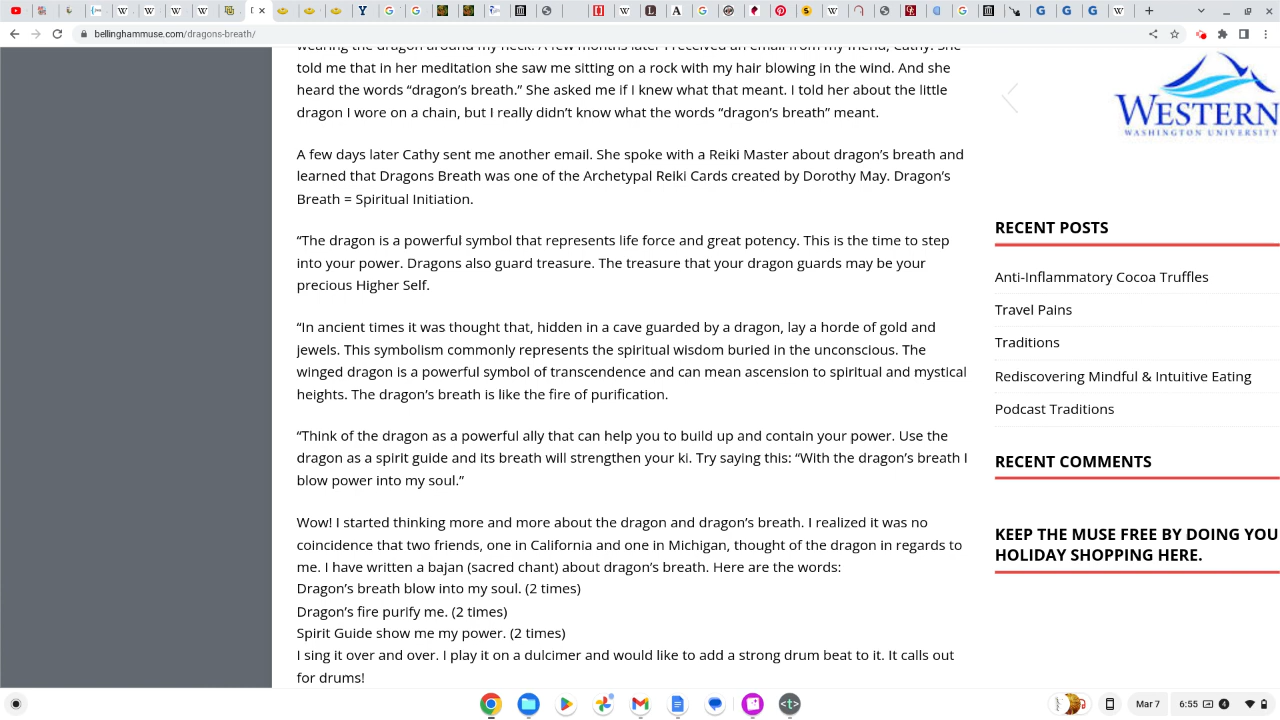 bellinghammuse.com/dragons-breath/
wearing the dragon around my neck. A few months later I received an email from my friend, Cathy. She
told me that in her meditation she saw me sitting on a rock with my hair blowing in the wind. And she
heard the words “dragon’s breath.” She asked me if I knew what that meant. I told her about the little
dragon I wore on a chain, but I really didn’t know what the words “dragon’s breath” meant.
A few days later Cathy sent me another email. She spoke with a Reiki Master about dragon’s breath and
learned that Dragons Breath was one of the Archetypal Reiki Cards created by Dorothy May. Dragon’s
Breath = Spiritual Initiation.
“The dragon is a powerful symbol that represents life force and great potency. This is the time to step
into your power. Dragons also guard treasure. The treasure that your dragon guards may be your
precious Higher Self.
“In ancient times it was thought that, hidden in a cave guarded by a dragon, lay a horde of gold and
jewels. This symbolism commonly represents the spiritual wisdom buried in the unconscious. The
winged dragon is a powerful symbol of transcendence and can mean ascension to spiritual and mystical
heights. The dragon’s breath is like the fire of purification.
“Think of the dragon as a powerful ally that can help you to build up and contain your power. Use the
dragon as a spirit guide and its breath will strengthen your ki. Try saying this: “With the dragon’s breath I
blow power into my soul.”
Wow! I started thinking more and more about the dragon and dragon’s breath. I realized it was no
coincidence that two friends, one in California and one in Michigan, thought of the dragon in regards to
me. I have written a bajan (sacred chant) about dragon’s breath. Here are the words:
Dragon’s breath blow into my soul. (2 times)
Dragon’s fire purify me. (2 times)
Spirit Guide show me my power. (2 times)
I sing it over and over. I play it on a dulcimer and would like to add a strong drum beat to it. It calls out
for drums!
WESTERN
WASHINGTON UNIVERSITY
RECENT POSTS
Anti-Inflammatory Cocoa Truffles
Travel Pains
Traditions
Rediscovering Mindful & Intuitive Eating
Podcast Traditions
RECENT COMMENTS
KEEP THE MUSE FREE BY DOING YOU
HOLIDAY SHOPPING HERE.
Mar 7
6:55
4